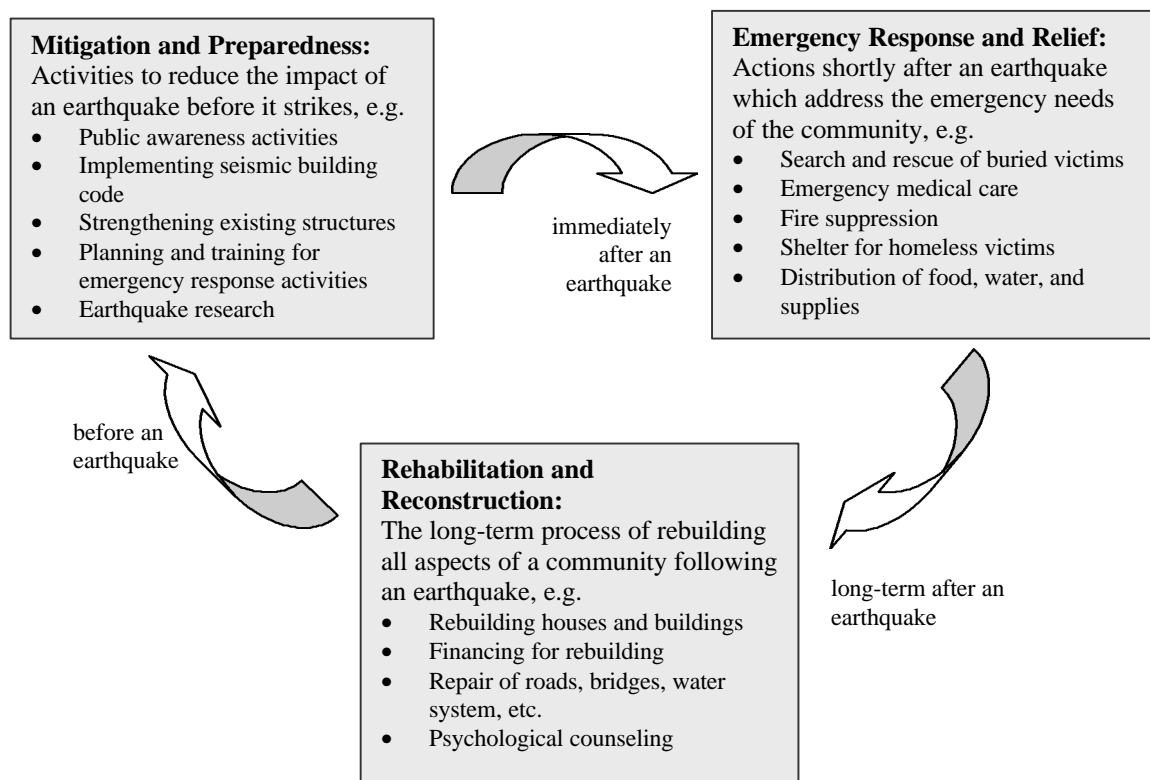 Mitigation and Preparedness:
Activities to reduce the impact of
an earthquake before it strikes, e.g.
• Public awareness activities
• Implementing seismic building
code
• Strengthening existing structures
• Planning and training for
emergency response activities
• Earthquake research
immediately
after an
earthquake
Emergency Response and Relief:
Actions shortly after an earthquake
which address the emergency needs
of the community, e.g.
• Search and rescue of buried victims
• Emergency medical care
• Fire suppression
• Shelter for homeless victims
• Distribution of food, water, and
supplies
long-term after an
earthquake
Rehabilitation and
Reconstruction:
The long-term process of rebuilding
all aspects of a community following
an earthquake, e.g.
• Rebuilding houses and buildings
• Financing for rebuilding
• Repair of roads, bridges, water
system, etc.
• Psychological counseling
before an
earthquake